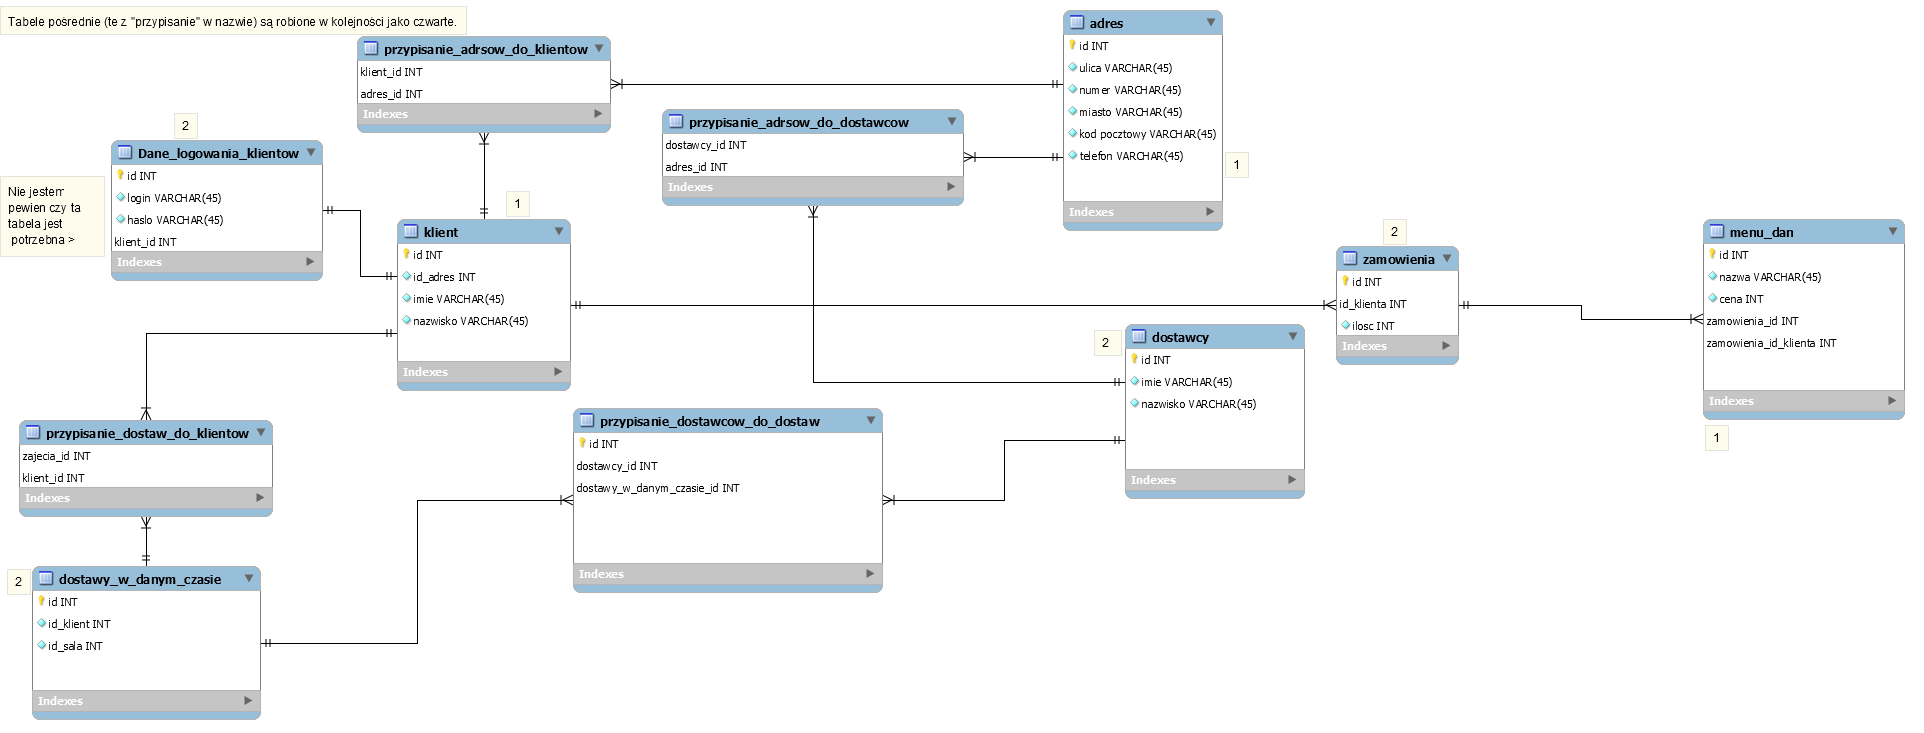 Tabele pośrednie (te z "przypisanie" w nazwie) są robione w kolejności jako czwarte.
przypisanie_adrsow_do_klientow
klient_id INT
adres_id INT
Indexes
adres
id INT
ulica VARCHAR(45)
numer VARCHAR(45)
miasto VARCHAR(45)
kod pocztowy VARCHAR(45)
telefon VARCHAR(45)
Indexes
1
przypisanie_adrsow_do_dostawcow
dostawcy_id INT
adres_id INT
Indexes
2
Dane_logowania_klientow
id INT
login VARCHAR(45)
haslo VARCHAR(45)
klient_id INT
Indexes
Nie jestem
pewien czy ta
tabela jest
potrzebna >
1
klient
id INT
id_adres INT
imie VARCHAR(45)
nazwisko VARCHAR(45)
Indexes
2
zamowienia
id INT
id_klienta INT
ilosc INT
Indexes
menu_dan
id INT
nazwa VARCHAR(45)
cena INT
zamowienia_id INT
zamowienia_id_klienta INT
Indexes
1
2
dostawcy
id INT
imie VARCHAR(45)
nazwisko VARCHAR(45)
Indexes
przypisanie_dostaw_do_klientow
zajecia_id INT
klient_id INT
Indexes
przypisanie_dostawcow_do_dostaw
id INT
dostawcy_id INT
dostawy_w_danym_czasie_id INT
Indexes
2
dostawy_w_danym_czasie
id INT
id_klient INT
id_sala INT
Indexes